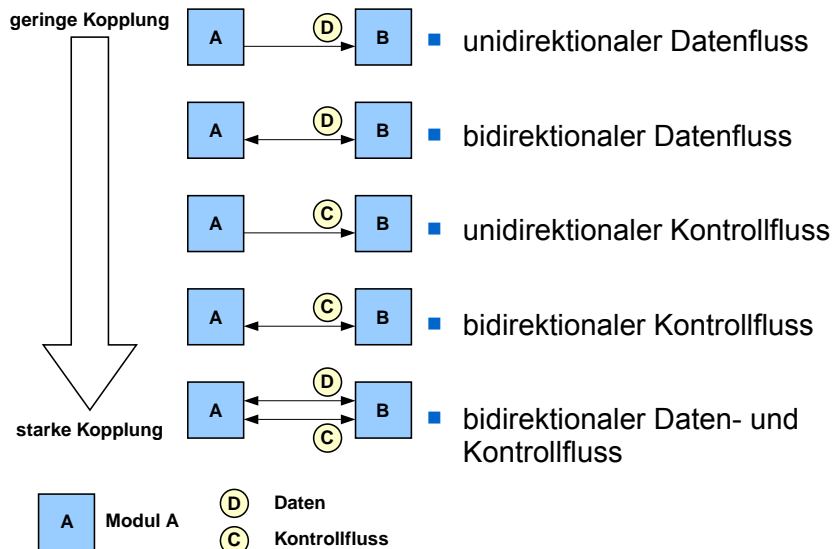 geringe Kopplung
A
D
B
unidirektionaler Datenfluss
A
D
B
bidirektionaler Datenfluss
A
C
B
unidirektionaler Kontrollfluss
A
C
B
bidirektionaler Kontrollfluss
starke Kopplung
A
D
C
B
bidirektionaler Daten- und
Kontrollfluss
A
Modul A
D
Daten
C
Kontrollfluss